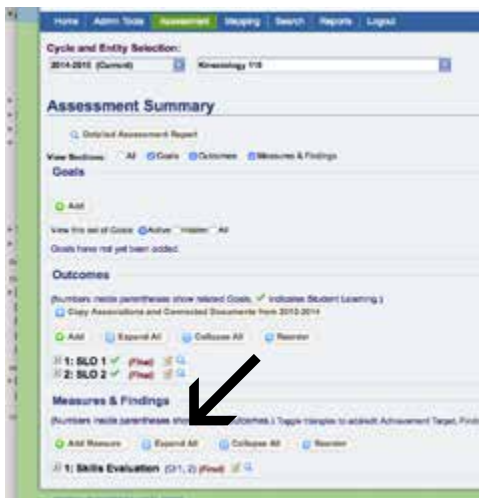 Home Admin Tools Assessment Mapping Search Reports Logout
Cycle and Entity Selection:
2014-2015 (Current) Kinesiology 115
Assessment Summary
Detailed Assessment Report
View Sections: All Goals Outcomes Measures & Findings
Goals
Add
View this set of Goals: Active Hidden All
Goals have not yet been added.
Outcomes
(Numbers inside parentheses show related Goals. ✓ indicates Student Learning.)
Copy Associations and Connected Documents from 2013-2014
Add Expand All Collapse All Reorder
1: SLO 1 ✓ (Final)
2: SLO 2 ✓ (Final)
Measures & Findings
(Numbers inside parentheses show outcomes.) Toggle triangles to add/edit Achievement Target,
Add Measure Expand All Collapse All Reorder
1: Skills Evaluation (O:1, 2) (Final)